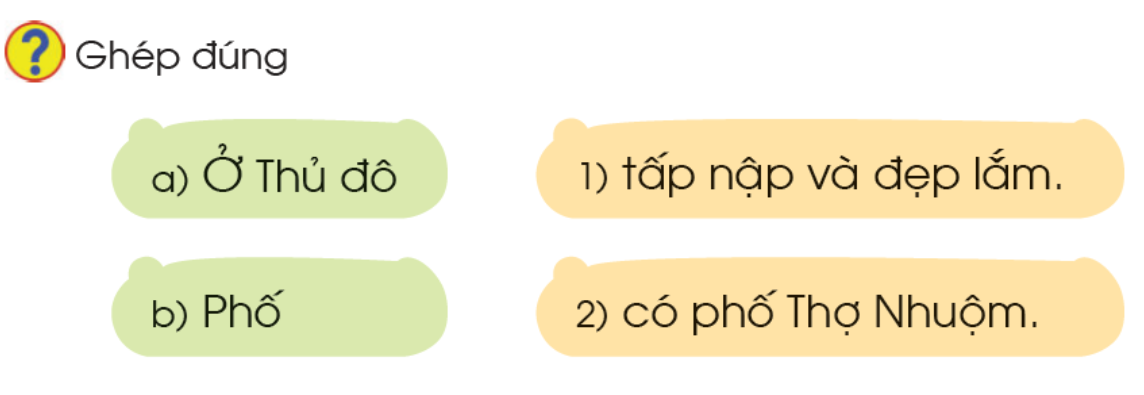 ? Ghép đúng
a) Ở Thủ đô
1) tấp nập và đẹp lắm.
b) Phố
2) có phố Thợ Nhuộm.